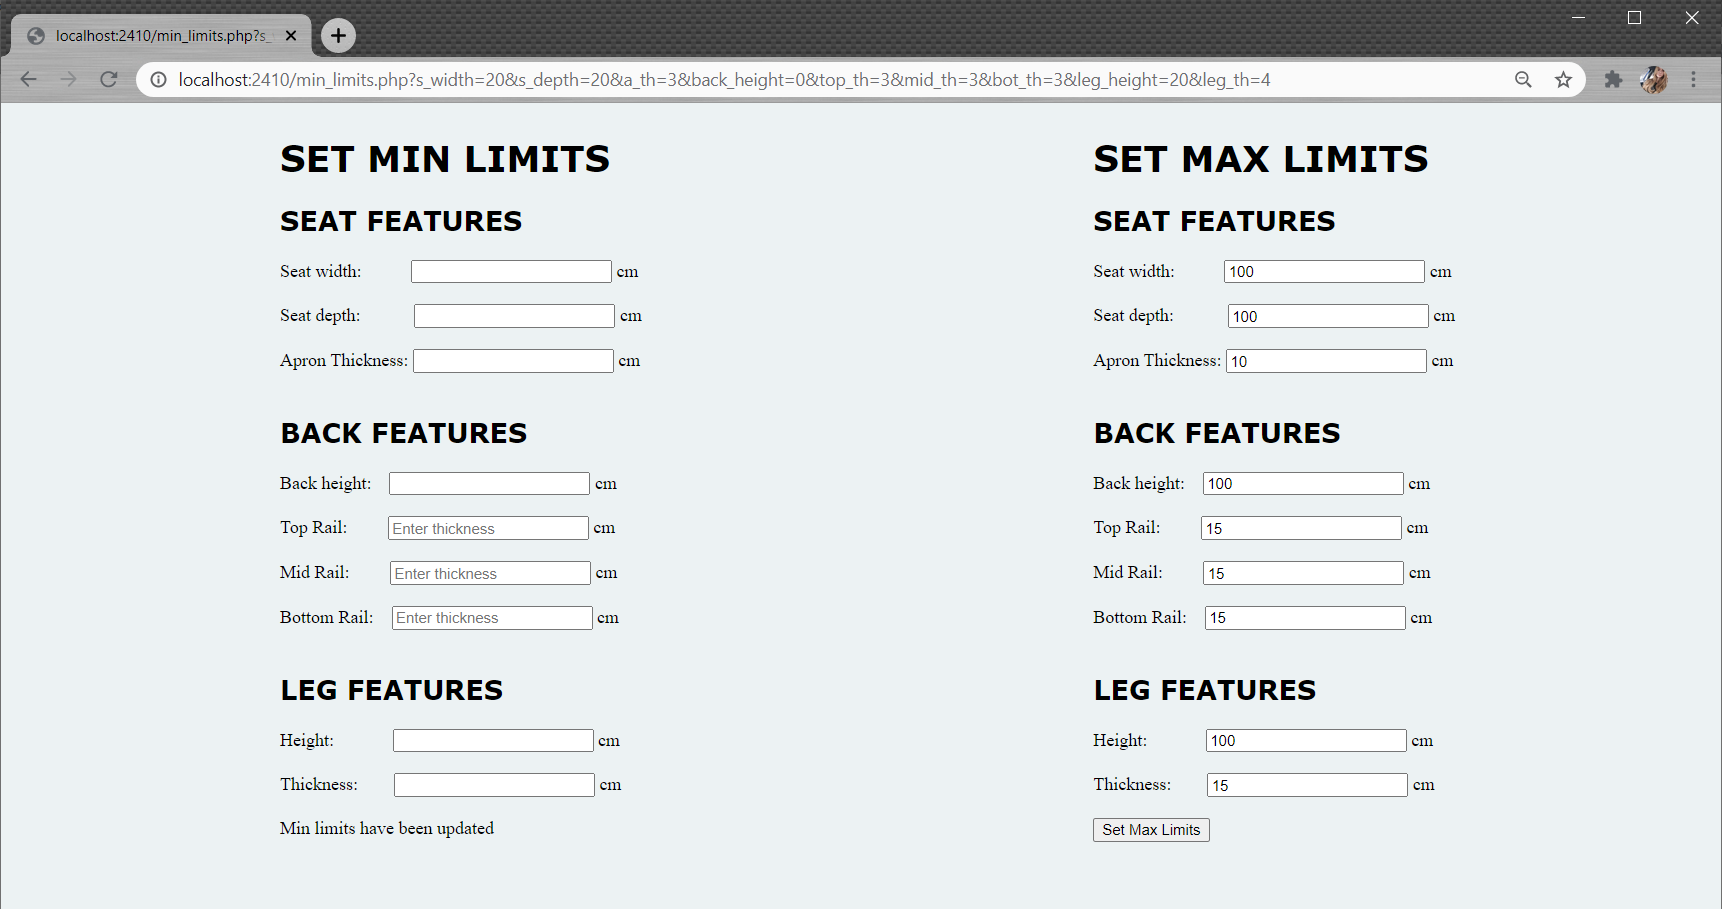 localhost:2410/min_limits.php?s_
localhost:2410/min_limits.php?s_width=20&s_depth=20&a_th=3&back_height=0&top_th=3&mid_th=3&bot_th=3&leg_height=20&leg_th=4
SET MIN LIMITS
SEAT FEATURES
Seat width: cm
Seat depth: cm
Apron Thickness: cm
BACK FEATURES
Back height: cm
Top Rail: Enter thickness cm
Mid Rail: Enter thickness cm
Bottom Rail: Enter thickness cm
LEG FEATURES
Height: cm
Thickness: cm
Min limits have been updated
SET MAX LIMITS
SEAT FEATURES
Seat width: 100 cm
Seat depth: 100 cm
Apron Thickness: 10 cm
BACK FEATURES
Back height: 100 cm
Top Rail: 15 cm
Mid Rail: 15 cm
Bottom Rail: 15 cm
LEG FEATURES
Height: 100 cm
Thickness: 15 cm
Set Max Limits